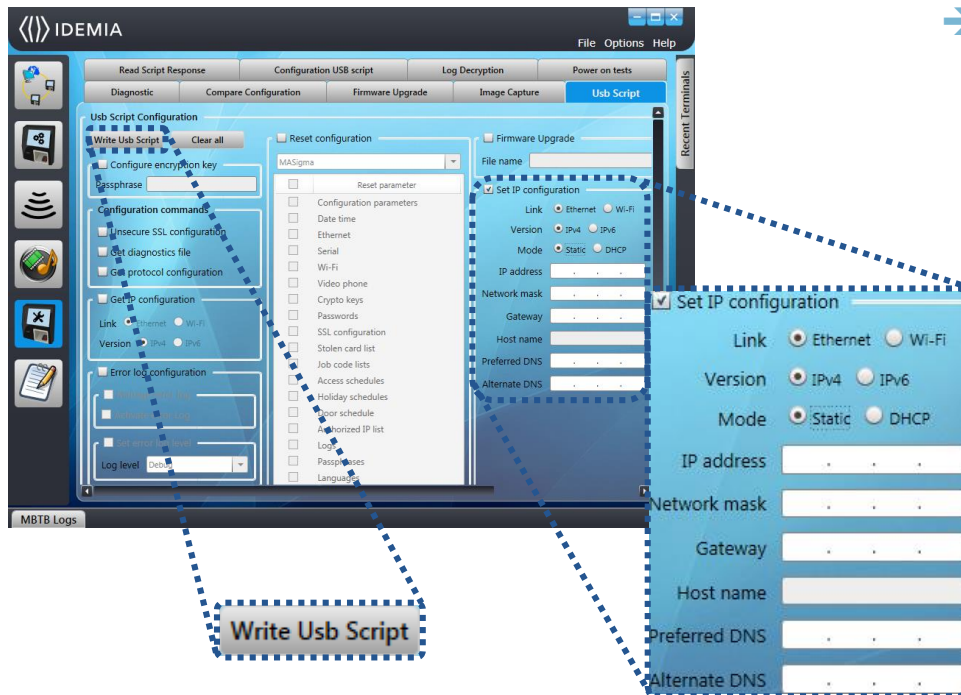 IDEMIA
File Options Help
Read Script Response Configuration USB script Log Decryption Power on tests
Diagnostic Compare Configuration Firmware Upgrade Image Capture Usb Script
Recent Terminals
Usb Script Configuration
Write Usb Script Clear all
Configure encryption key
Passphrase
Configuration commands
Unsecure SSL configuration
Get diagnostics file
Get protocol configuration
Get IP configuration
Link Ethernet Wi-Fi
Version IPv4 IPv6
Error log configuration
Set error log level
Log level Debug
Reset configuration
MASigma
Reset parameter
Configuration parameters
Date time
Ethernet
Serial
Wi-Fi
Video phone
Crypto keys
Passwords
SSL configuration
Stolen card list
Job code lists
Access schedules
Holiday schedules
Door schedule
Authorized IP list
Logs
Passphrases
Languages
Firmware Upgrade
File name
Set IP configuration
Link Ethernet Wi-Fi
Version IPv4 IPv6
Mode Static DHCP
IP address . . .
Network mask . . .
Gateway . . .
Host name
Preferred DNS . . .
Alternate DNS . . .
MBTB Logs
Write Usb Script
Set IP configuration
Link Ethernet Wi-Fi
Version IPv4 IPv6
Mode Static DHCP
IP address . . .
Network mask . . .
Gateway . . .
Host name
Preferred DNS . . .
Alternate DNS . . .